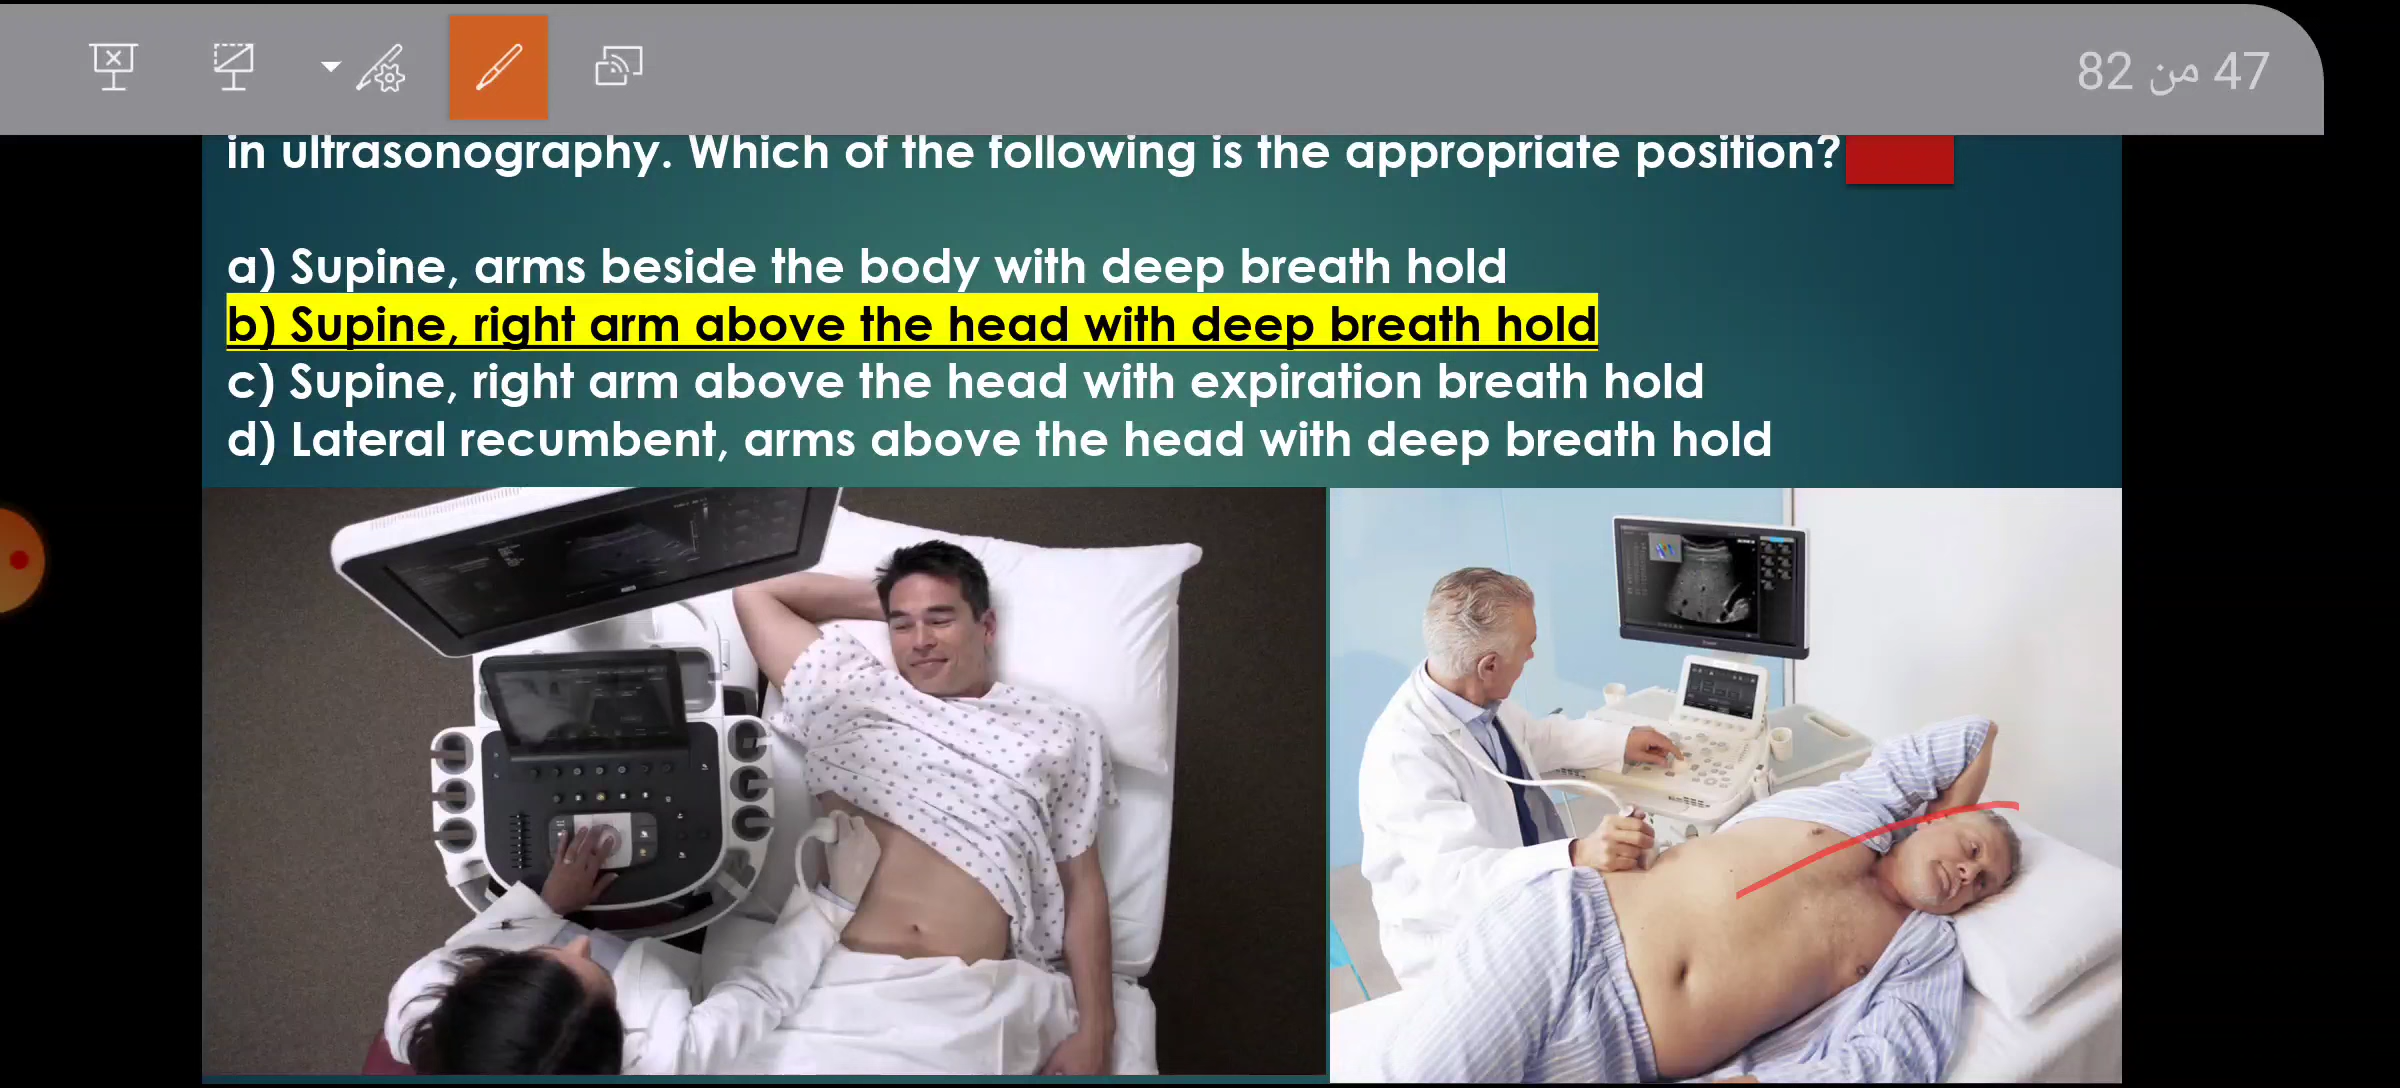 47 من 82
in ultrasonography. Which of the following is the appropriate position?
a) Supine, arms beside the body with deep breath hold
b) Supine, right arm above the head with deep breath hold
c) Supine, right arm above the head with expiration breath hold
d) Lateral recumbent, arms above the head with deep breath hold